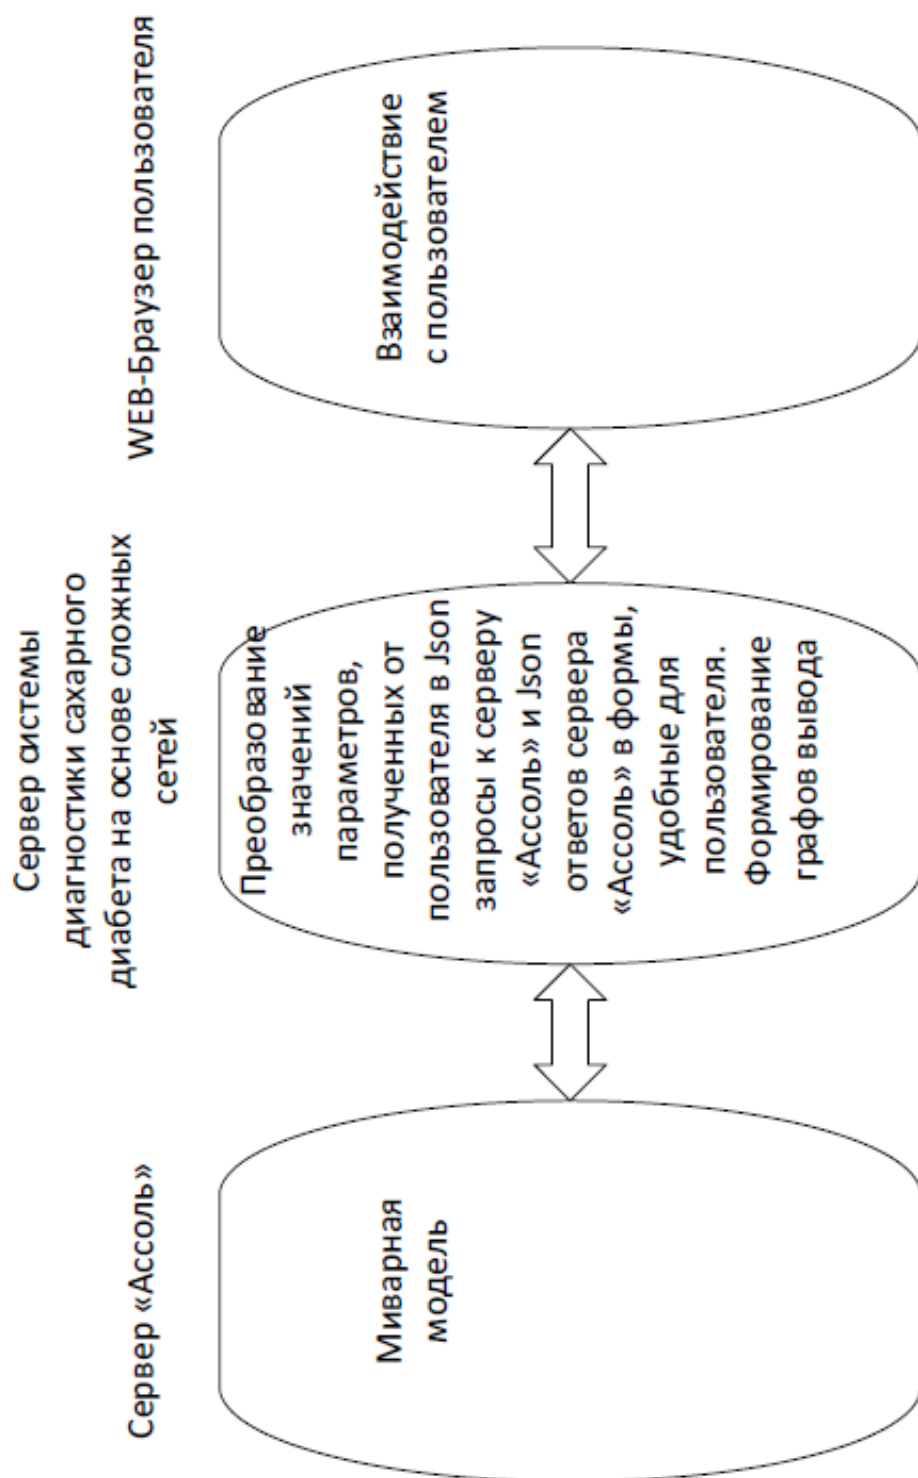 Сервер «Ассоль»
Миварная
модель
Сервер системы
диагностики сахарного
диабета на основе сложных
сетей
Преобразование
значений
параметров,
полученных от
пользователя в Json
запросы к серверу
«Ассоль» и Json
ответов сервера
«Ассоль» в формы,
удобные для
пользователя.
Формирование
графов вывода
WEB-Браузер пользователя
Взаимодействие
с пользователем